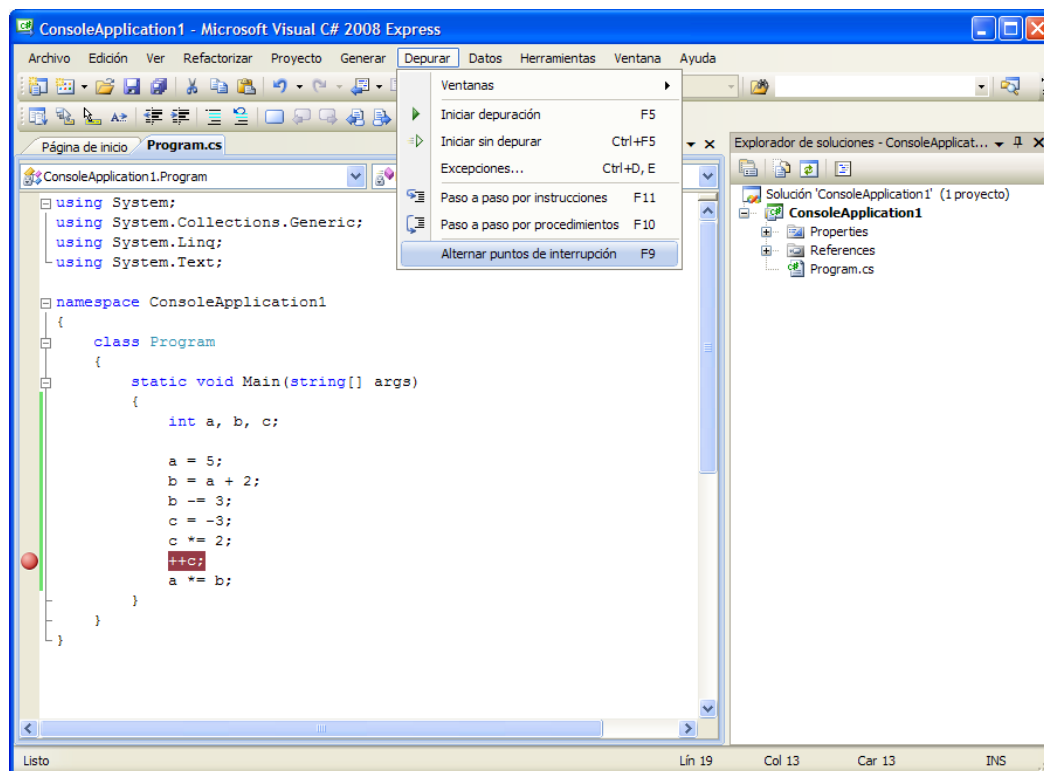 ConsoleApplication1 - Microsoft Visual C# 2008 Express
Archivo Edición Ver Refactorizar Proyecto Generar Depurar Datos Herramientas Ventana Ayuda
Ventanas
Iniciar depuración F5
Iniciar sin depurar Ctrl+F5
Excepciones... Ctrl+D, E
Paso a paso por instrucciones F11
Paso a paso por procedimientos F10
Alternar puntos de interrupción F9
Página de inicio Program.cs
ConsoleApplication1.Program
using System;
using System.Collections.Generic;
using System.Linq;
using System.Text;
namespace ConsoleApplication1
{
class Program
{
static void Main(string[] args)
{
int a, b, c;
a = 5;
b = a + 2;
b -= 3;
c = -3;
c *= 2;
++c;
a *= b;
}
}
}
Explorador de soluciones - ConsoleApplicat...
Solución 'ConsoleApplication1' (1 proyecto)
ConsoleApplication1
Properties
References
Program.cs
Listo Lín 19 Col 13 Car 13 INS